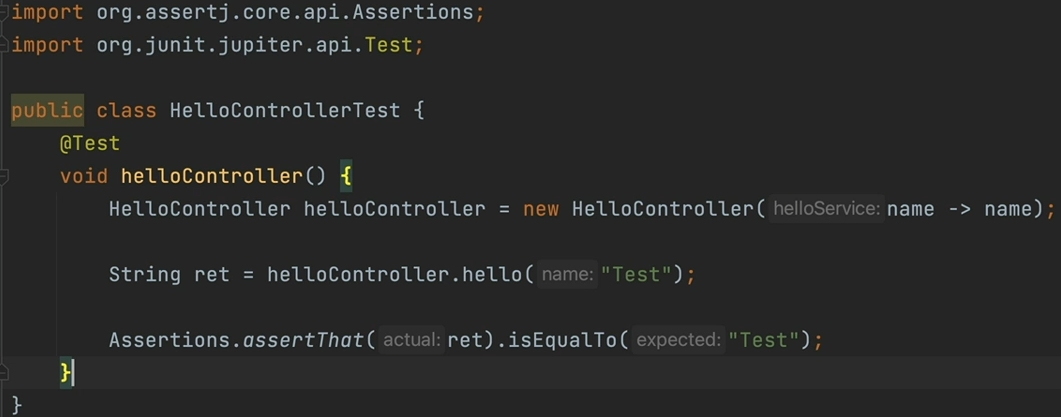 import org.assertj.core.api.Assertions;
import org.junit.jupiter.api.Test;
public class HelloControllerTest {
@Test
void helloController() {
HelloController helloController = new HelloController( helloService: name -> name);
String ret = helloController.hello( name: "Test");
Assertions.assertThat( actual: ret).isEqualTo( expected: "Test");
}
}